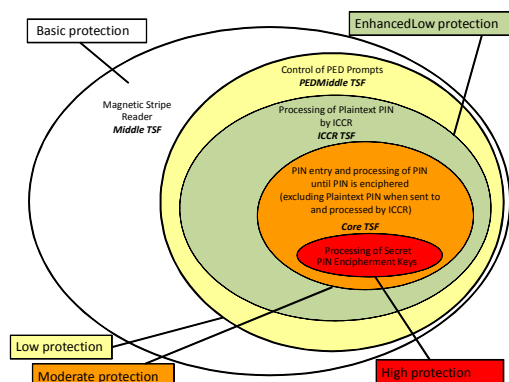 Basic protection
EnhancedLow protection
Control of PED Prompts
PEDMiddle TSF
Magnetic Stripe
Reader
Middle TSF
Processing of Plaintext PIN
by ICCR
ICCR TSF
PIN entry and processing of PIN
until PIN is enciphered
(excluding Plaintext PIN when sent to
and processed by ICCR)
Core TSF
Processing of Secret
PIN Encipherment Keys
Low protection
Moderate protection
High protection